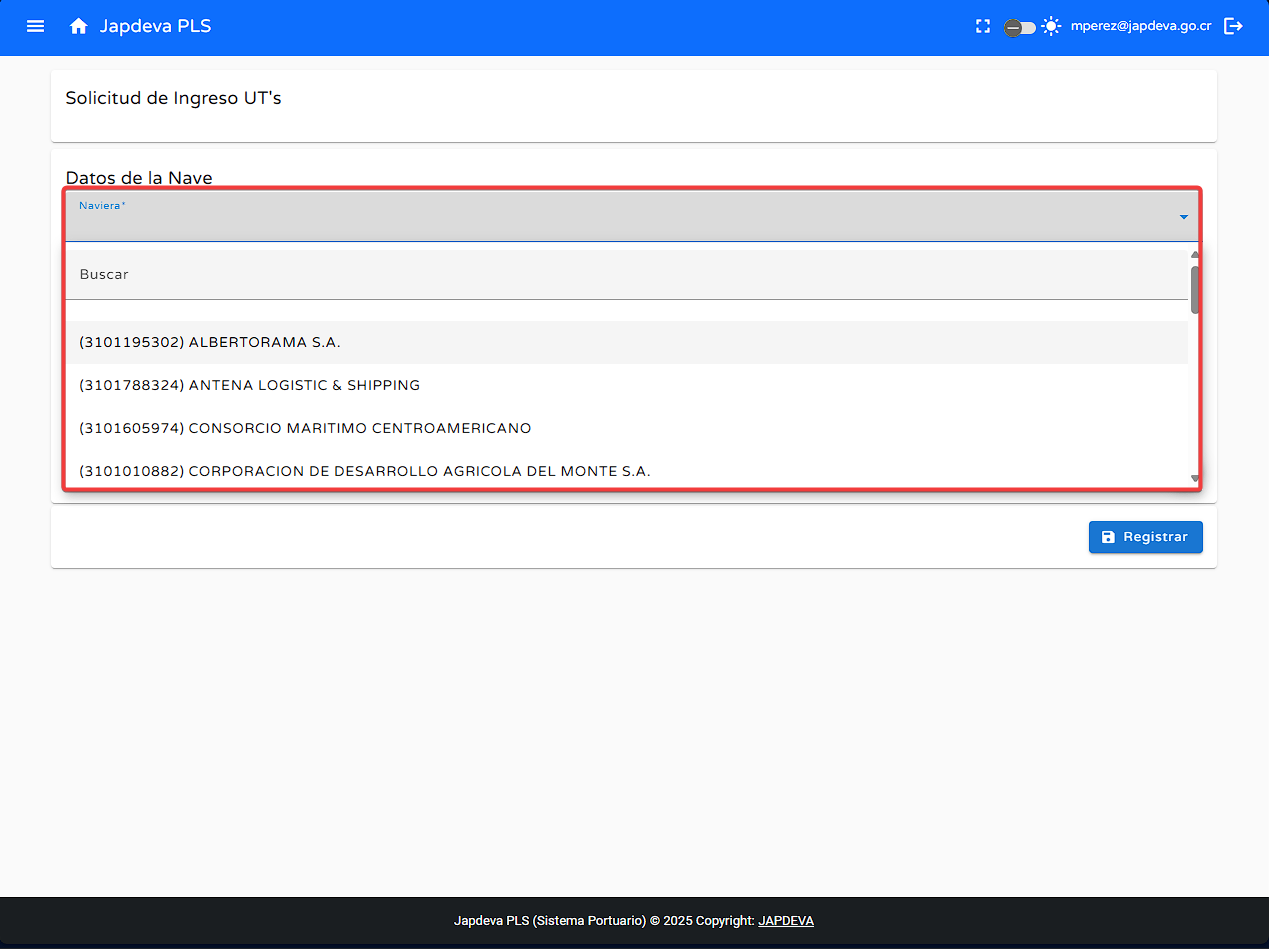 Japdeva PLS
mperez@japdeva.go.cr
Solicitud de Ingreso UT's
Datos de la Nave
Naviera*
Buscar
(3101195302) ALBERTORAMA S.A.
(3101788324) ANTENA LOGISTIC & SHIPPING
(3101605974) CONSORCIO MARITIMO CENTROAMERICANO
(3101010882) CORPORACION DE DESARROLLO AGRICOLA DEL MONTE S.A.
Registrar
Japdeva PLS (Sistema Portuario) © 2025 Copyright: JAPDEVA